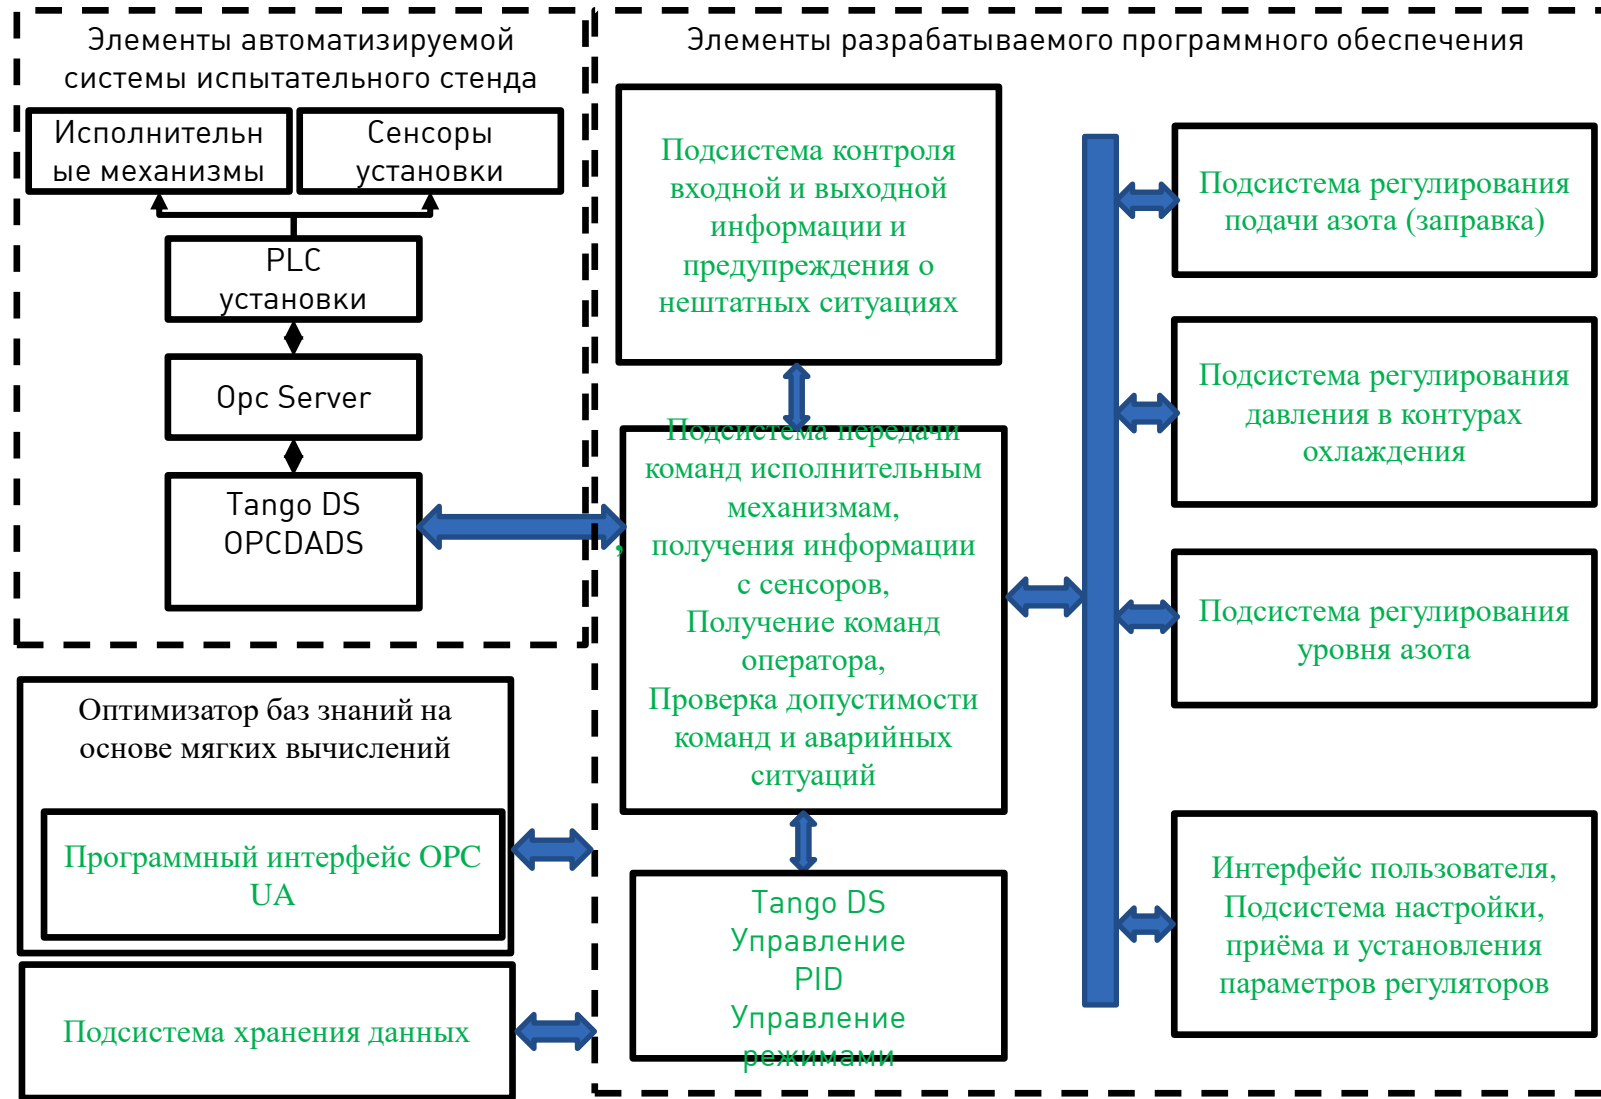 Элементы автоматизируемой
системы испытательного стенда
Исполнительн
ые механизмы
Сенсоры
установки
PLC
установки
Opc Server
Tango DS
OPCDADS
Оптимизатор баз знаний на
основе мягких вычислений
Программный интерфейс OPC
UA
Подсистема хранения данных
Элементы разрабатываемого программного обеспечения
Подсистема контроля
входной и выходной
информации и
предупреждения о
нештатных ситуациях
Подсистема передачи
команд исполнительным
механизмам,
,
получения информации
с сенсоров,
Получение команд
оператора,
Проверка допустимости
команд и аварийных
ситуаций
Tango DS
Управление
PID
Управление
режимами
Подсистема регулирования
подачи азота (заправка)
Подсистема регулирования
давления в контурах
охлаждения
Подсистема регулирования
уровня азота
Интерфейс пользователя,
Подсистема настройки,
приёма и установления
параметров регуляторов